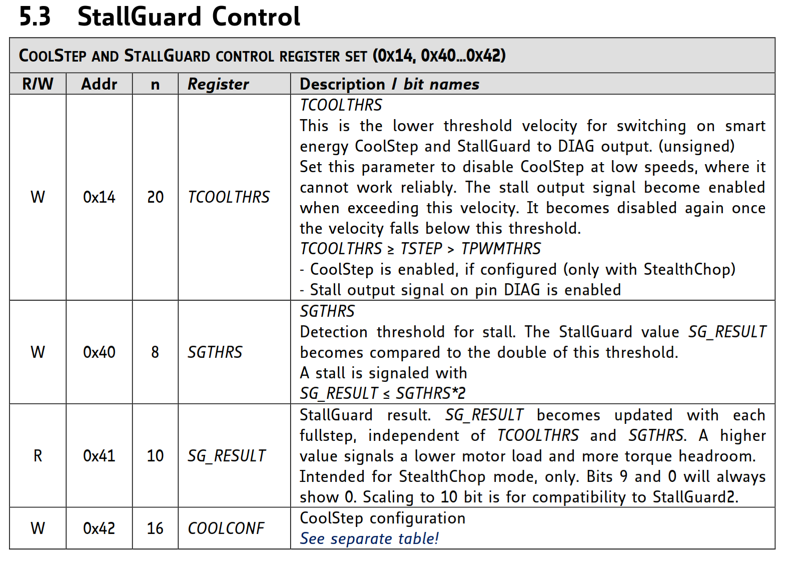 5.3 StallGuard Control
COOLSTEP AND STALLGUARD CONTROL REGISTER SET (0X14, 0X40…0X42)
R/W Addr n Register Description / bit names
W 0x14 20 TCOOLTHRS
TCOOLTHRS
This is the lower threshold velocity for switching on smart
energy CoolStep and StallGuard to DIAG output. (unsigned)
Set this parameter to disable CoolStep at low speeds, where it
cannot work reliably. The stall output signal become enabled
when exceeding this velocity. It becomes disabled again once
the velocity falls below this threshold.
TCOOLTHRS ≥ TSTEP > TPWMTHRS
- CoolStep is enabled, if configured (only with StealthChop)
- Stall output signal on pin DIAG is enabled
W 0x40 8 SGTHRS
SGTHRS
Detection threshold for stall. The StallGuard value SG_RESULT
becomes compared to the double of this threshold.
A stall is signaled with
SG_RESULT ≤ SGTHRS*2
R 0x41 10 SG_RESULT
StallGuard result. SG_RESULT becomes updated with each
fullstep, independent of TCOOLTHRS and SGTHRS. A higher
value signals a lower motor load and more torque headroom.
Intended for StealthChop mode, only. Bits 9 and 0 will always
show 0. Scaling to 10 bit is for compatibility to StallGuard2.
W 0x42 16 COOLCONF
CoolStep configuration
See separate table!